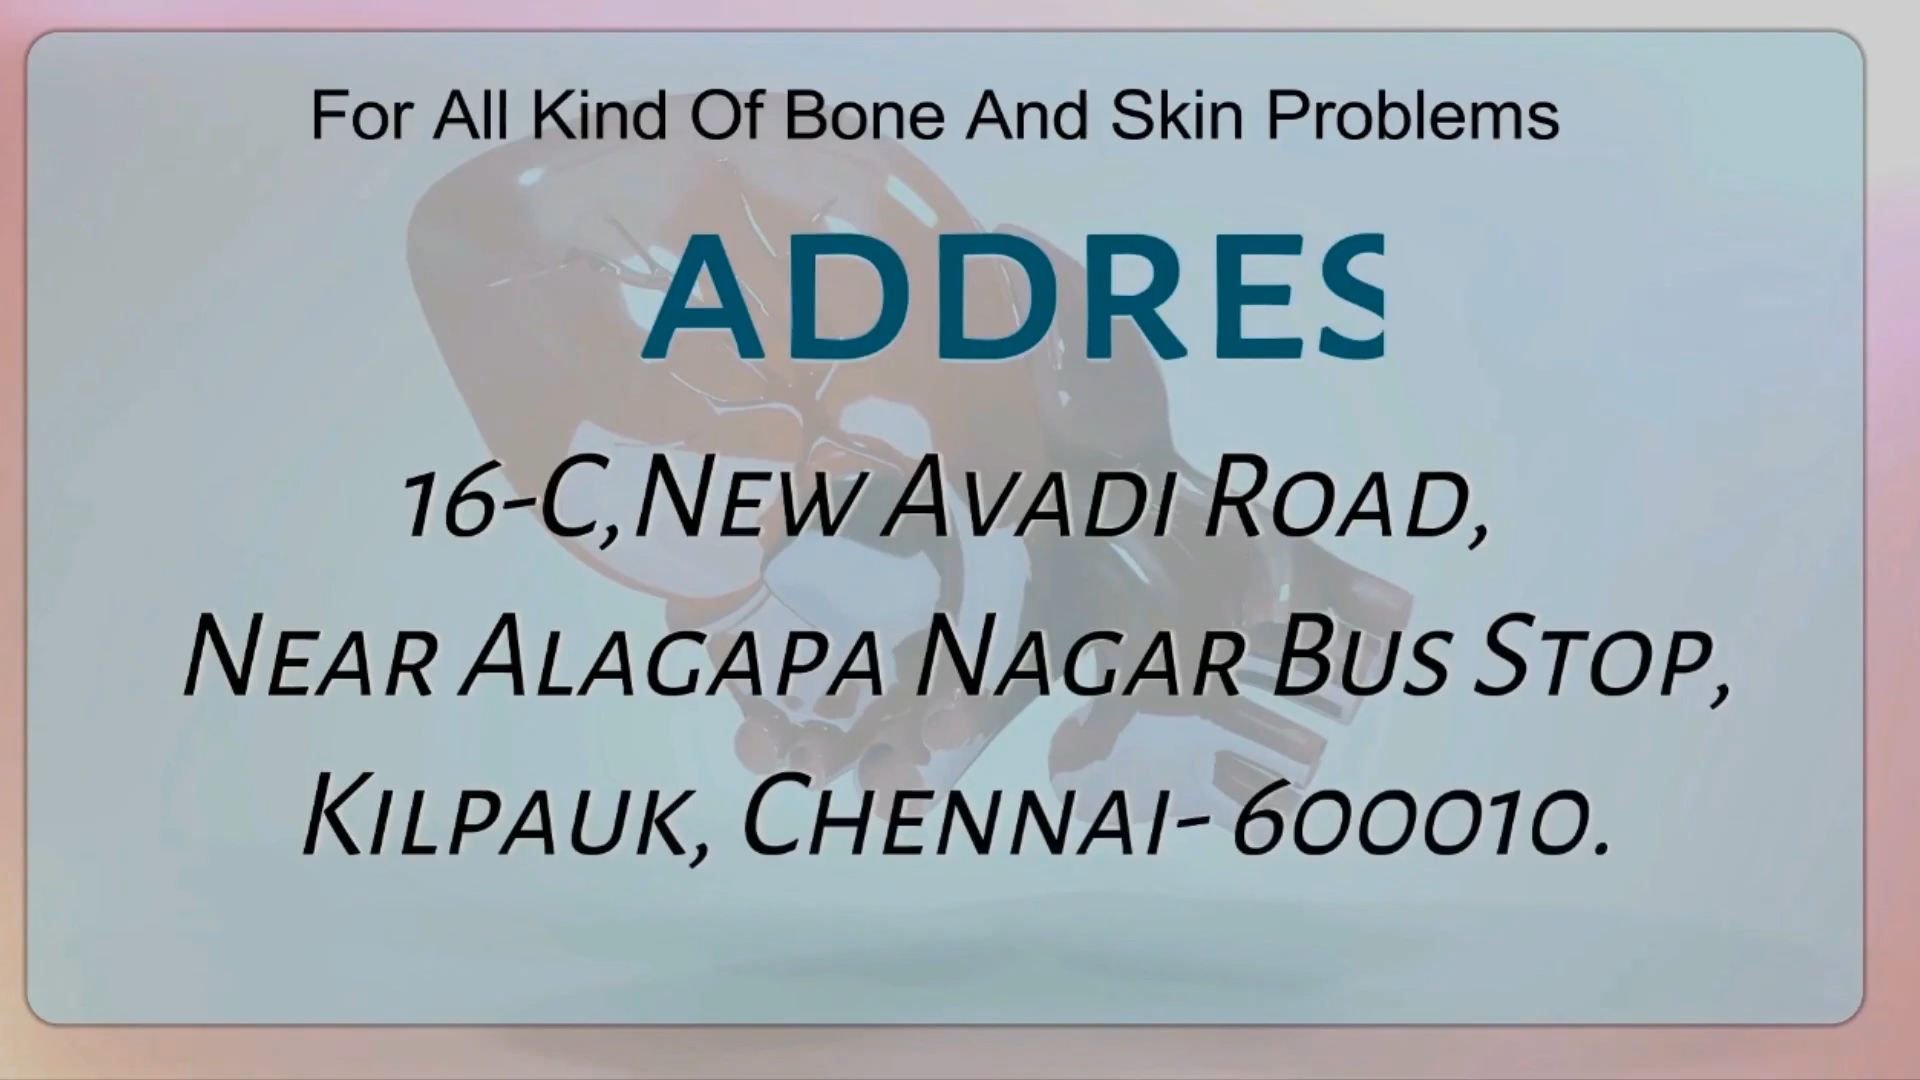 For All Kind Of Bone And Skin Problems
ADDRES
16-C,New Avadi Road,
Near Alagapa Nagar Bus Stop,
Kilpauk, Chennai- 600010.